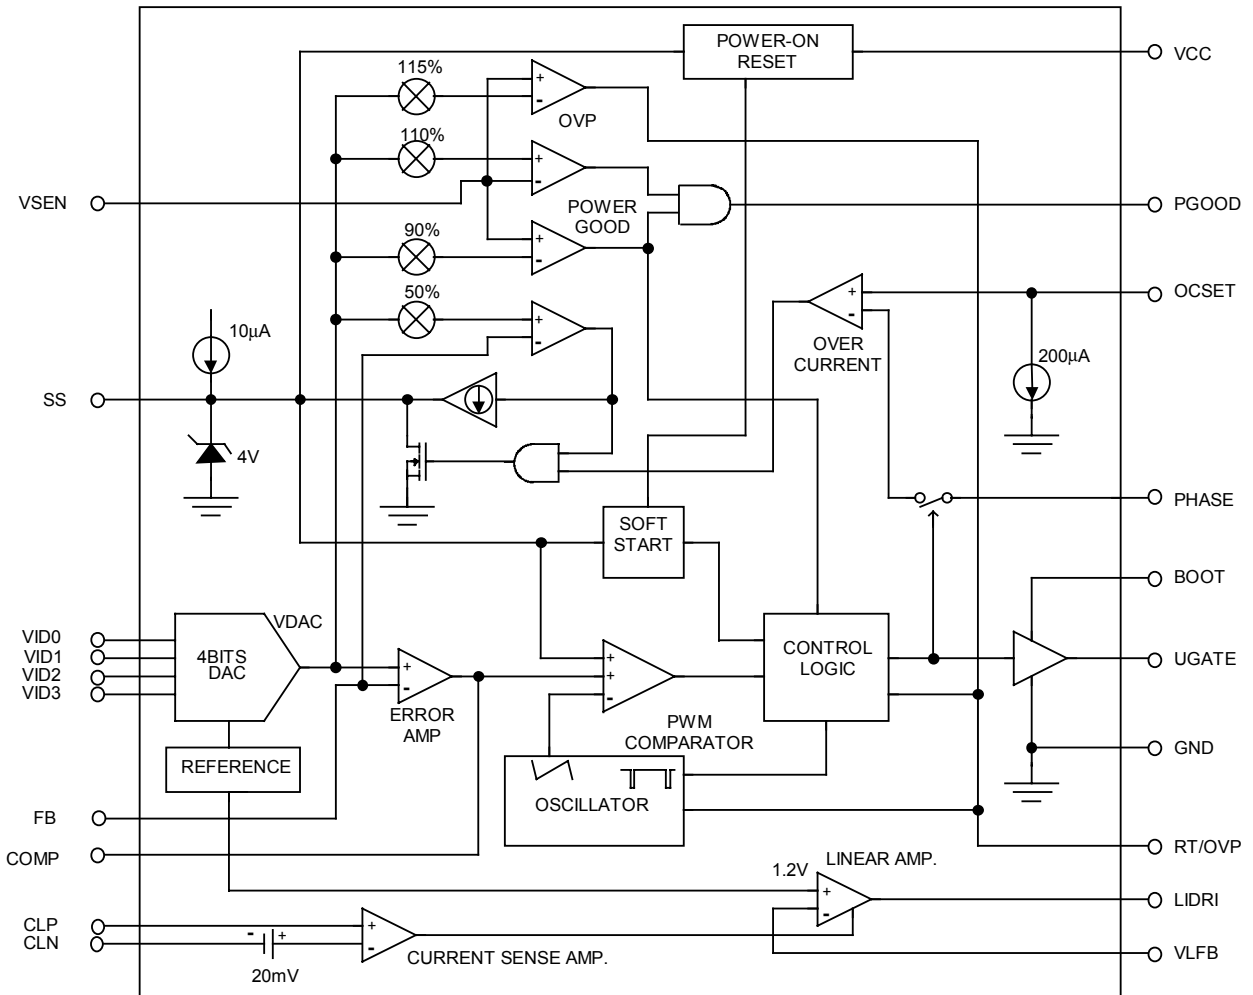 POWER-ON
RESET
VCC
115%
+
-
OVP
110%
+
-
VSEN
POWER
GOOD
PGOOD
90%
+
-
50%
+
-
10µA
+
-
OCSET
OVER
CURRENT
200µA
SS
4V
PHASE
SOFT
START
BOOT
VDAC
VID0
VID1
VID2
VID3
4BITS
DAC
+
-
ERROR
AMP
+
+
-
PWM
COMPARATOR
CONTROL
LOGIC
UGATE
REFERENCE
GND
OSCILLATOR
FB
COMP
RT/OVP
LINEAR AMP.
1.2V
+
-
LIDRI
CLP
CLN
-
+
20mV
+
-
CURRENT SENSE AMP.
VLFB